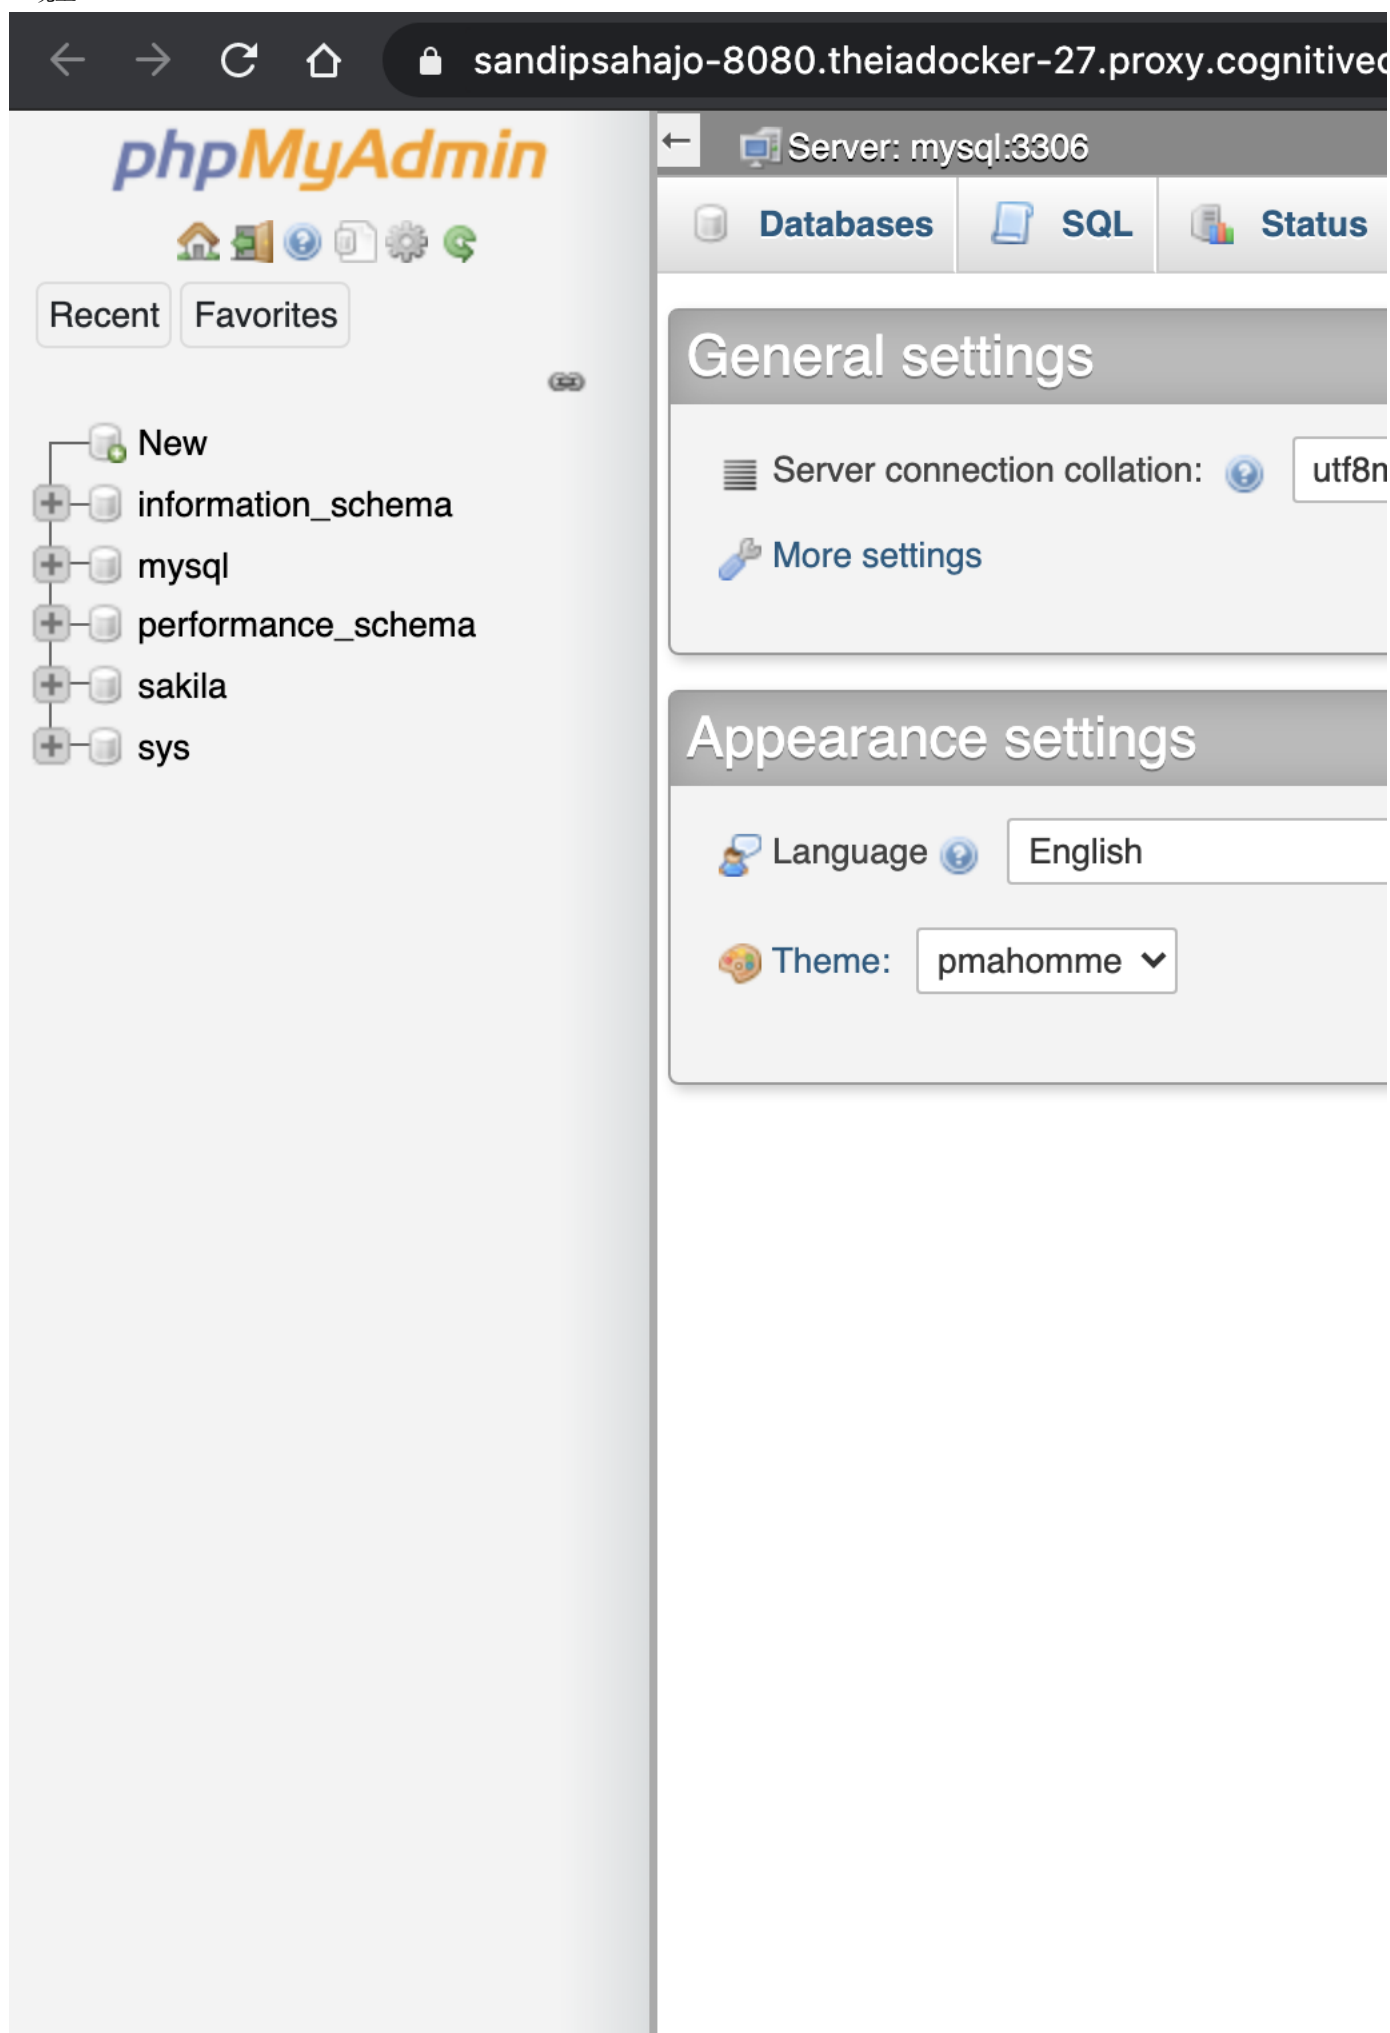 sandipsahajo-8080.theiadocker-27.proxy.cognitivec
phpMyAdmin
Recent Favorites
New
information_schema
mysql
performance_schema
sakila
sys
Server: mysql:3306
Databases SQL Status
General settings
Server connection collation: utf8m
More settings
Appearance settings
Language English
Theme: pmahomme